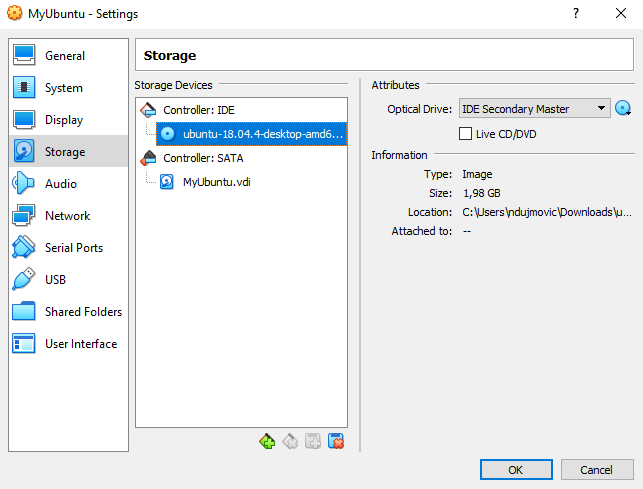 MyUbuntu - Settings
General
System
Display
Storage
Audio
Network
Serial Ports
USB
Shared Folders
User Interface
Storage
Storage Devices
Controller: IDE
ubuntu-18.04.4-desktop-amd6...
Controller: SATA
MyUbuntu.vdi
Attributes
Optical Drive: IDE Secondary Master
Live CD/DVD
Information
Type: Image
Size: 1,98 GB
Location: C:\Users\ndujmovic\Downloads\u...
Attached to: --
OK Cancel